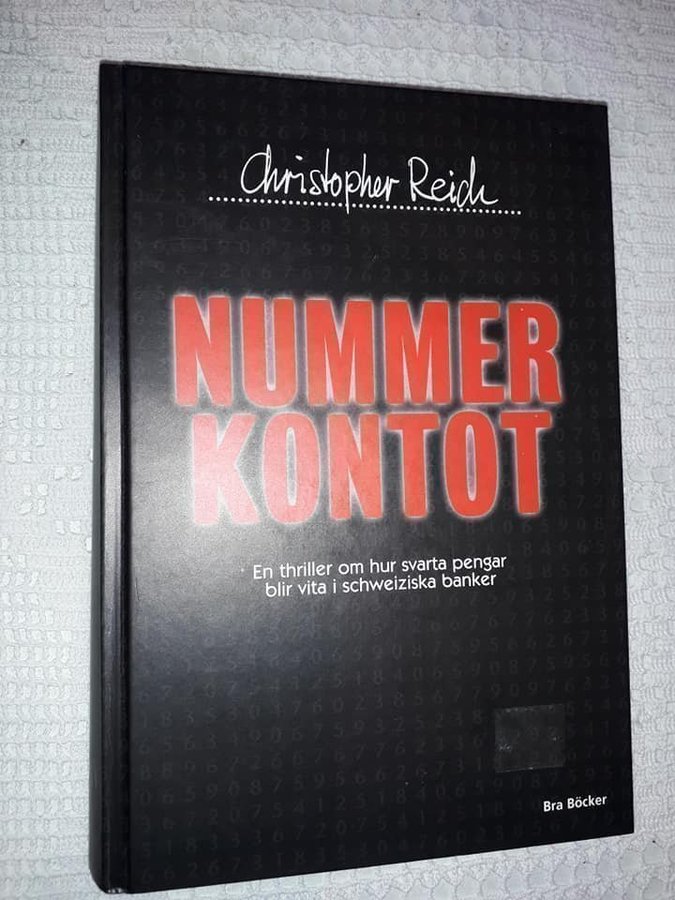 Christopher Reich
NUMMER
KONTOT
En thriller om hur svarta pengar
blir vita i schweiziska banker
Bra Böcker